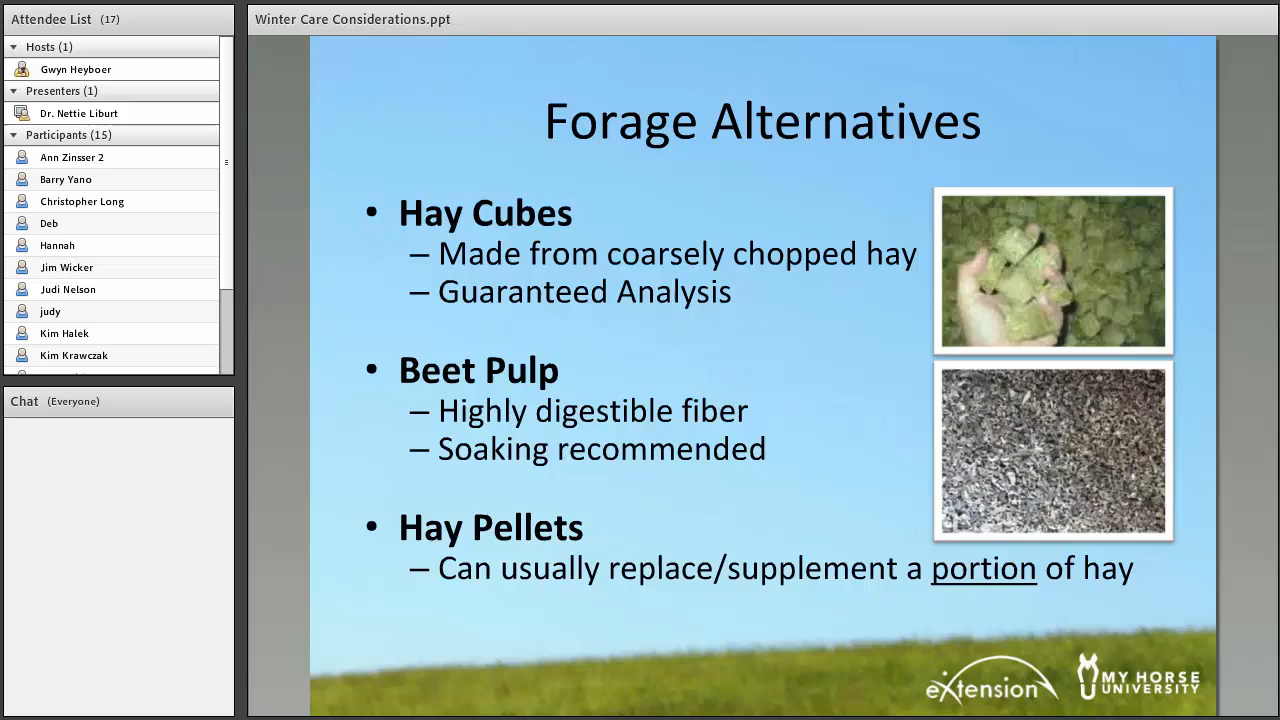 Attendee List (17)
Hosts (1)
Gwyn Heyboer
Presenters (1)
Dr. Nettie Liburt
Participants (15)
Ann Zinsser 2
Barry Yano
Christopher Long
Deb
Hannah
Jim Wicker
Judi Nelson
judy
Kim Halek
Kim Krawczak
Chat (Everyone)
Winter Care Considerations.ppt
Forage Alternatives
• Hay Cubes
– Made from coarsely chopped hay
– Guaranteed Analysis
• Beet Pulp
– Highly digestible fiber
– Soaking recommended
• Hay Pellets
– Can usually replace/supplement a portion of hay
eXtension
MY HORSE
UNIVERSITY